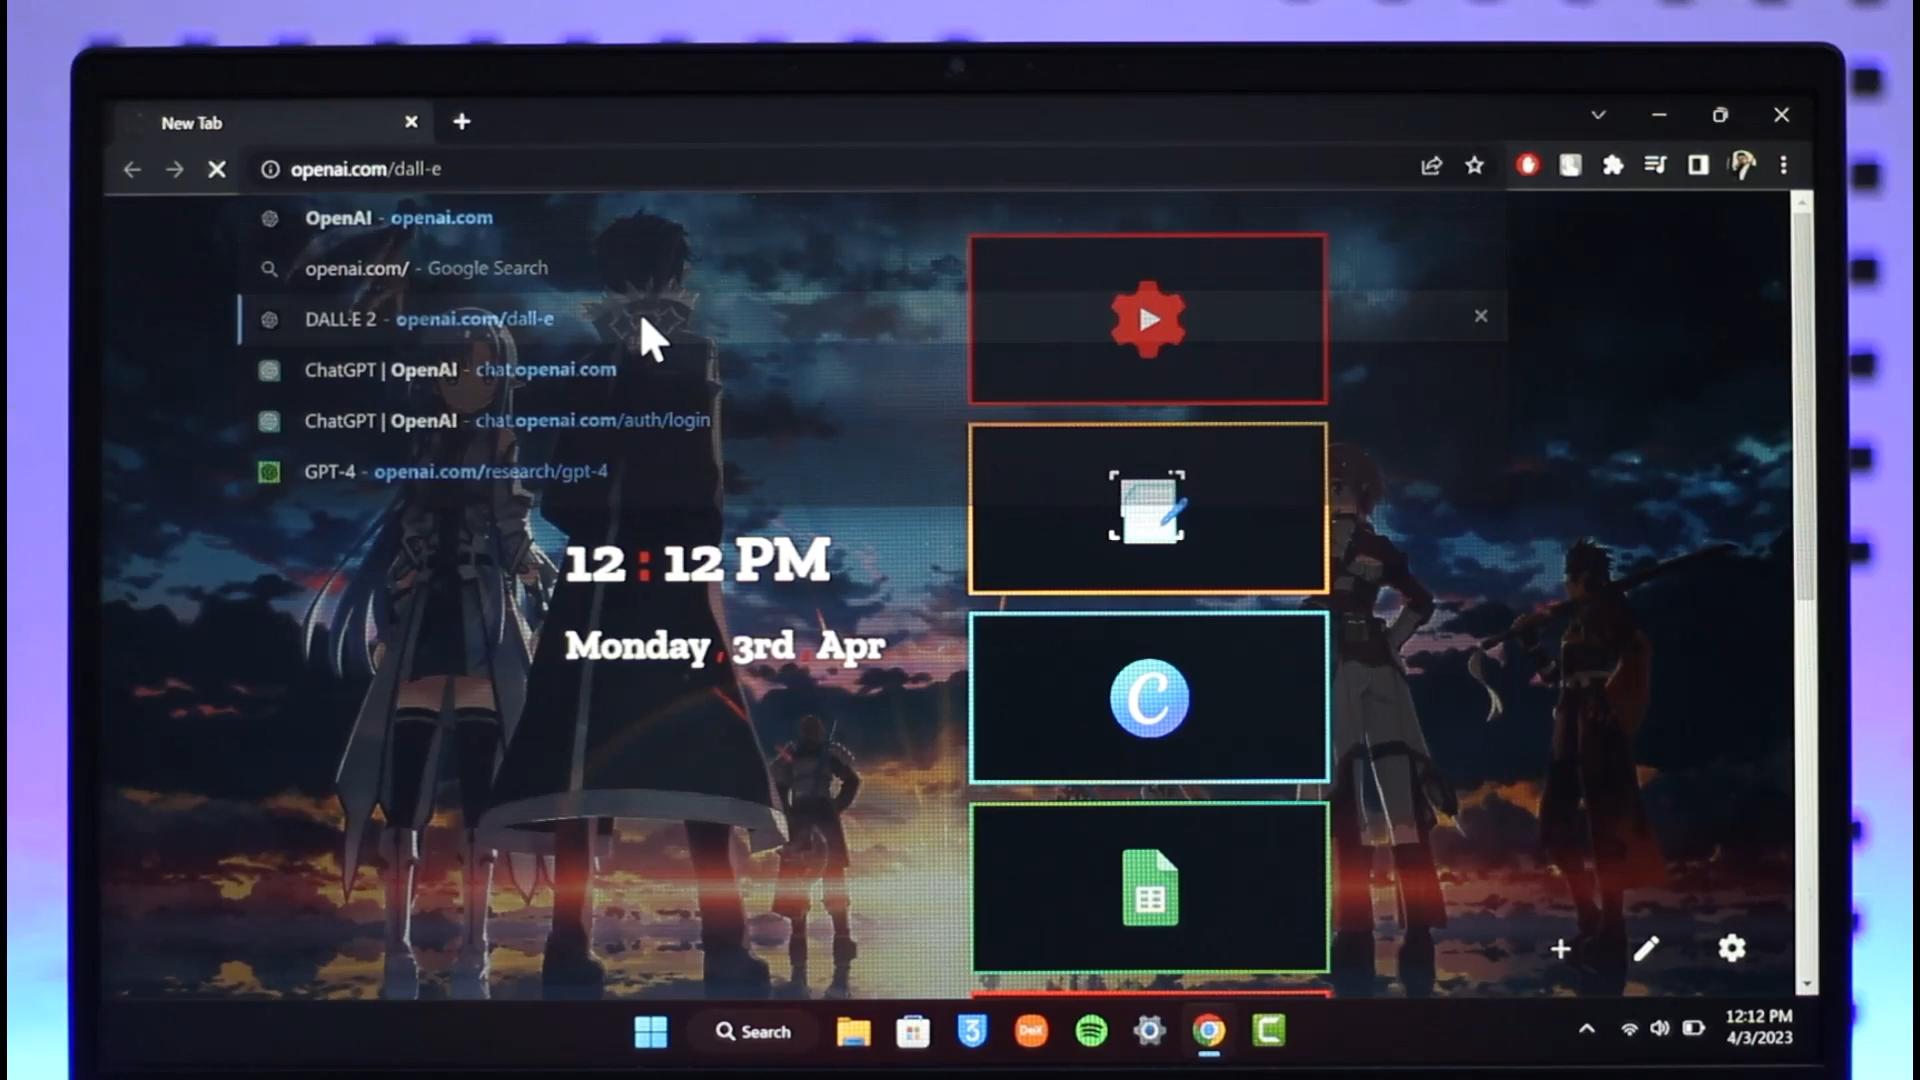 New Tab
openai.com/dall-e
OpenAI - openai.com
openai.com/ - Google Search
DALL·E 2 - openai.com/dall-e
ChatGPT | OpenAI - chat.openai.com
ChatGPT | OpenAI - chat.openai.com/auth/login
GPT-4 - openai.com/research/gpt-4
12:12 PM
Monday, 3rd, Apr
C
Search
3
12:12 PM
4/3/2023